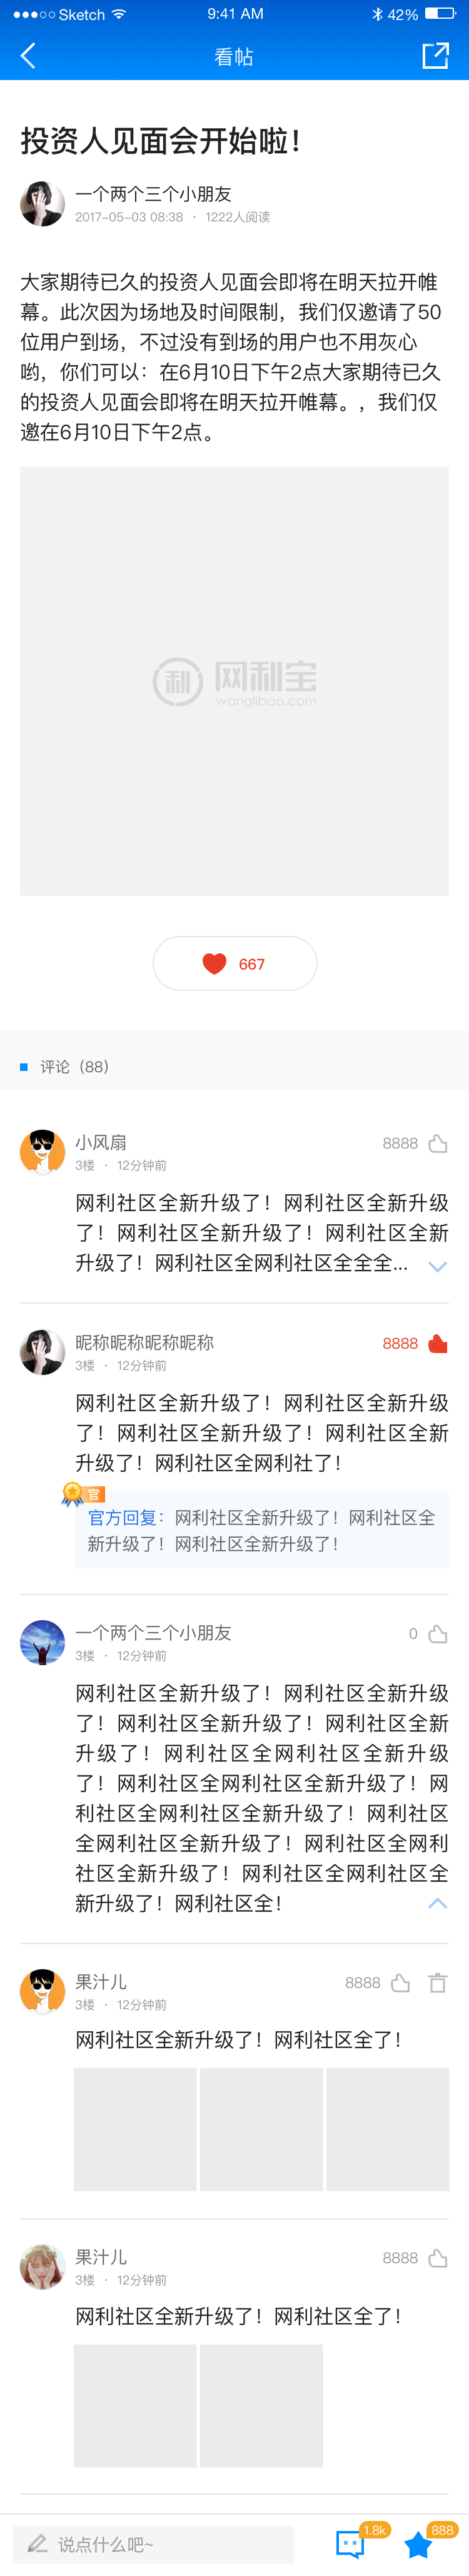 Sketch 9:41 AM 42%
看帖
投资人见面会开始啦！
一个两个三个小朋友
2017-05-03 08:38 · 1222人阅读
大家期待已久的投资人见面会即将在明天拉开帷
幕。此次因为场地及时间限制，我们仅邀请了50
位用户到场，不过没有到场的用户也不用灰心
哟，你们可以：在6月10日下午2点大家期待已久
的投资人见面会即将在明天拉开帷幕。，我们仅
邀在6月10日下午2点。
利 网利宝
wanglibao.com
667
评论（88）
小风扇 8888
3楼 · 12分钟前
网利社区全新升级了！网利社区全新升级
了！网利社区全新升级了！网利社区全新
升级了！网利社区全网利社区全全全...
昵称昵称昵称昵称 8888
3楼 · 12分钟前
网利社区全新升级了！网利社区全新升级
了！网利社区全新升级了！网利社区全新
升级了！网利社区全网利社了！
官
官方回复：网利社区全新升级了！网利社区全
新升级了！网利社区全新升级了！
一个两个三个小朋友 0
3楼 · 12分钟前
网利社区全新升级了！网利社区全新升级
了！网利社区全新升级了！网利社区全新
升级了！网利社区全网利社区全新升级
了！网利社区全网利社区全新升级了！网
利社区全网利社区全新升级了！网利社区
全网利社区全新升级了！网利社区全网利
社区全新升级了！网利社区全网利社区全
新升级了！网利社区全！
果汁儿 8888
3楼 · 12分钟前
网利社区全新升级了！网利社区全了！
果汁儿 8888
3楼 · 12分钟前
网利社区全新升级了！网利社区全了！
说点什么吧~ 1.8k 888